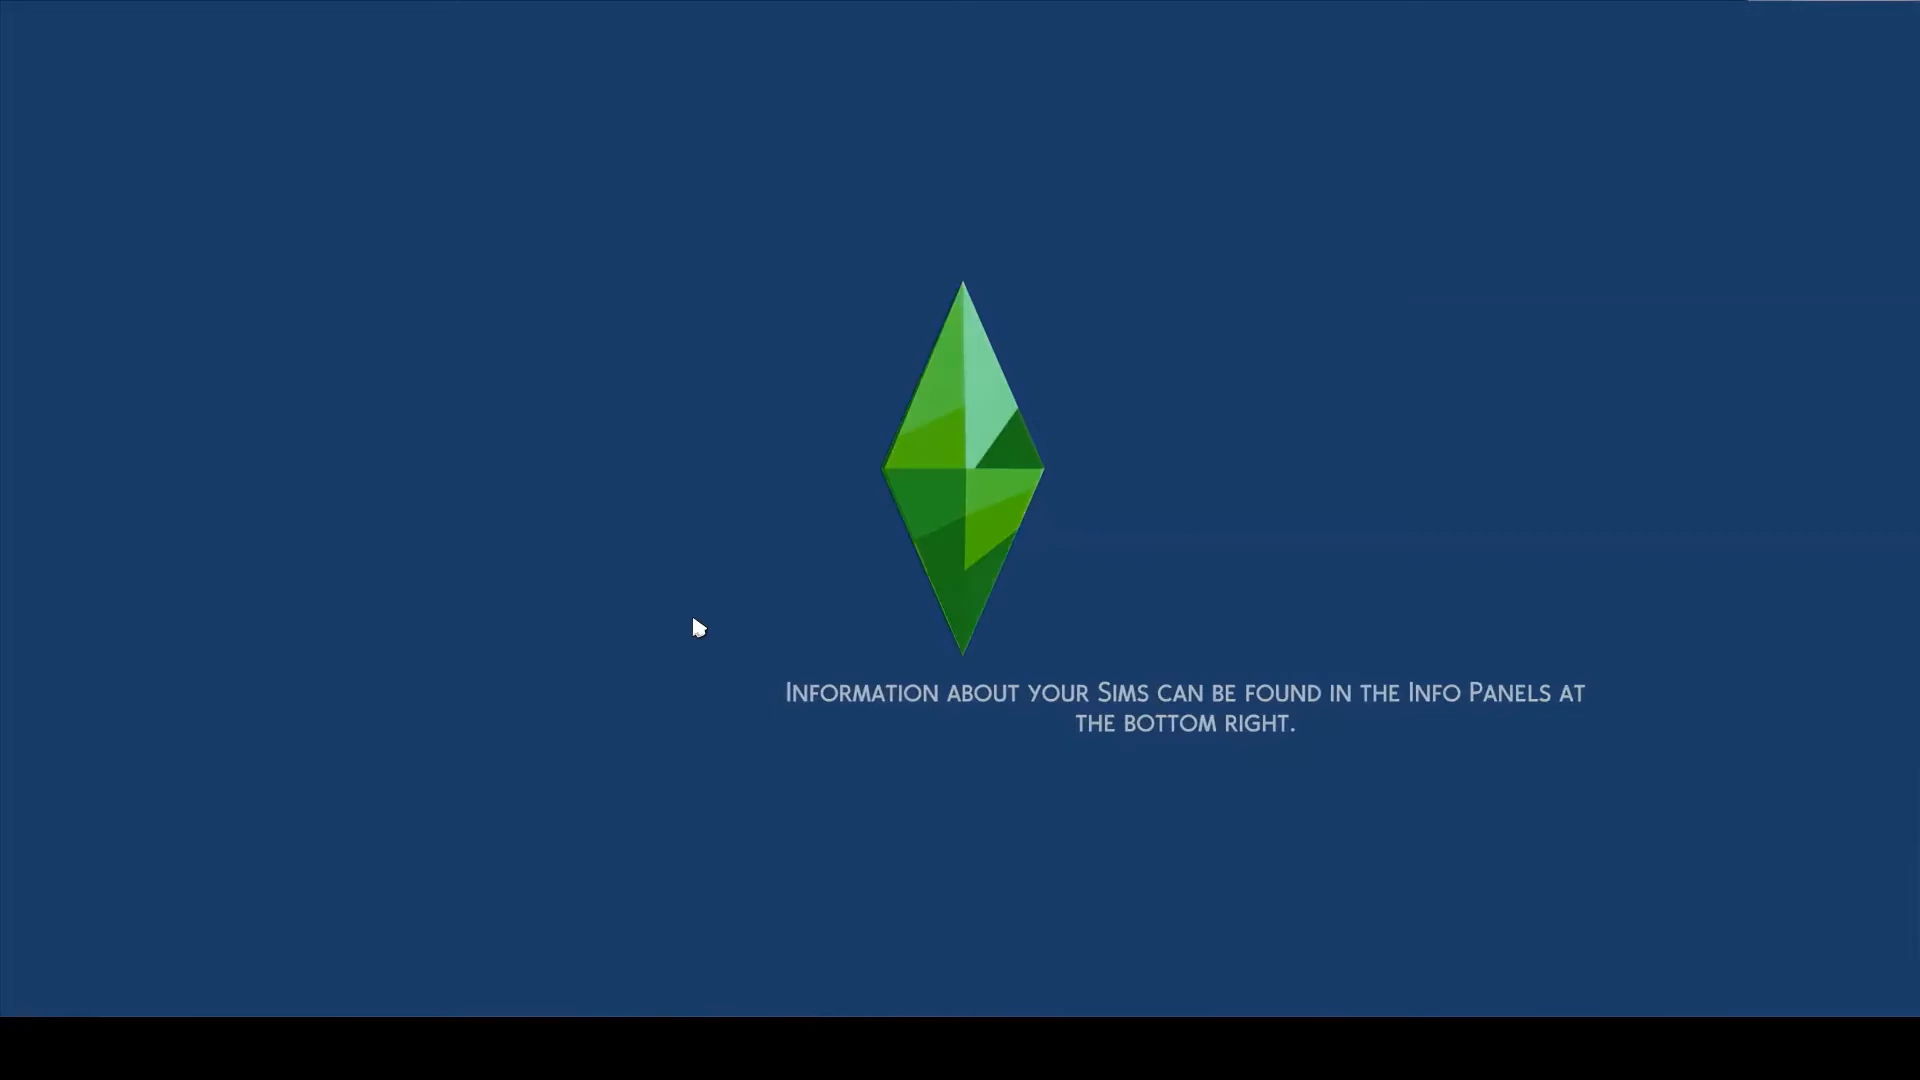 Information about your Sims can be found in the Info Panels at
the bottom right.